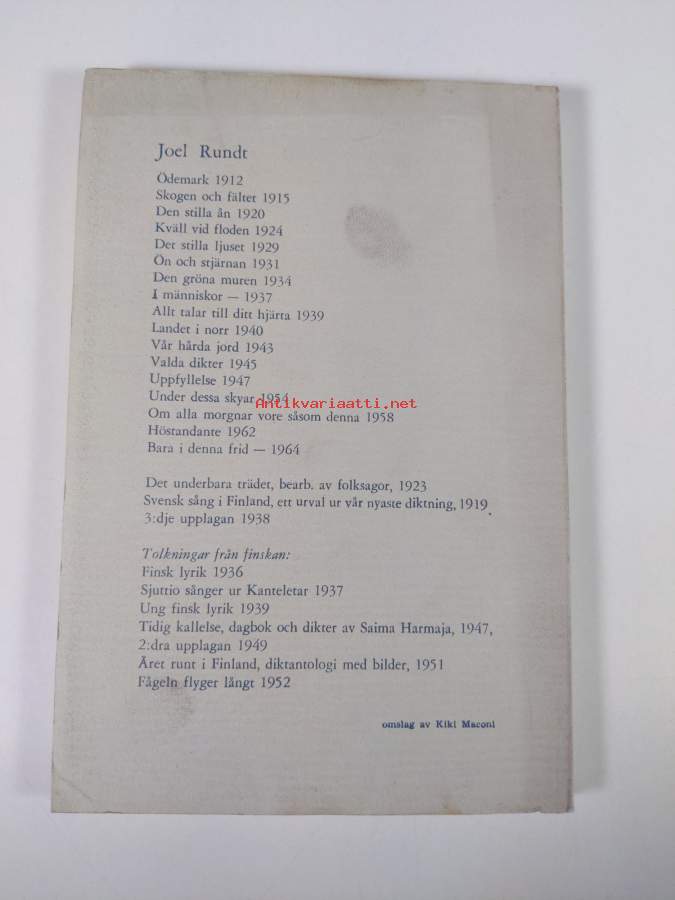 Joel Rundt
Ödemark 1912
Skogen och fältet 1915
Den stilla ån 1920
Kväll vid floden 1924
Det stilla ljuset 1929
Ön och stjärnan 1931
Den gröna muren 1934
I människor — 1937
Allt talar till ditt hjärta 1939
Landet i norr 1940
Vår hårda jord 1943
Valda dikter 1945
Uppfyllelse 1947
Under dessa skyar 1954
Antikvariaatti.net
Om alla morgnar vore såsom denna 1958
Höstandante 1962
Bara i denna frid — 1964
Det underbara trädet, bearb. av folksagor, 1923
Svensk sång i Finland, ett urval ur vår nyaste diktning, 1919
3:dje upplagan 1938
Tolkningar från finskan:
Finsk lyrik 1936
Sjuttio sånger ur Kanteletar 1937
Ung finsk lyrik 1939
Tidig kallelse, dagbok och dikter av Saima Harmaja, 1947,
2:dra upplagan 1949
Året runt i Finland, diktantologi med bilder, 1951
Fågeln flyger långt 1952
omslag av Kiki Maconi